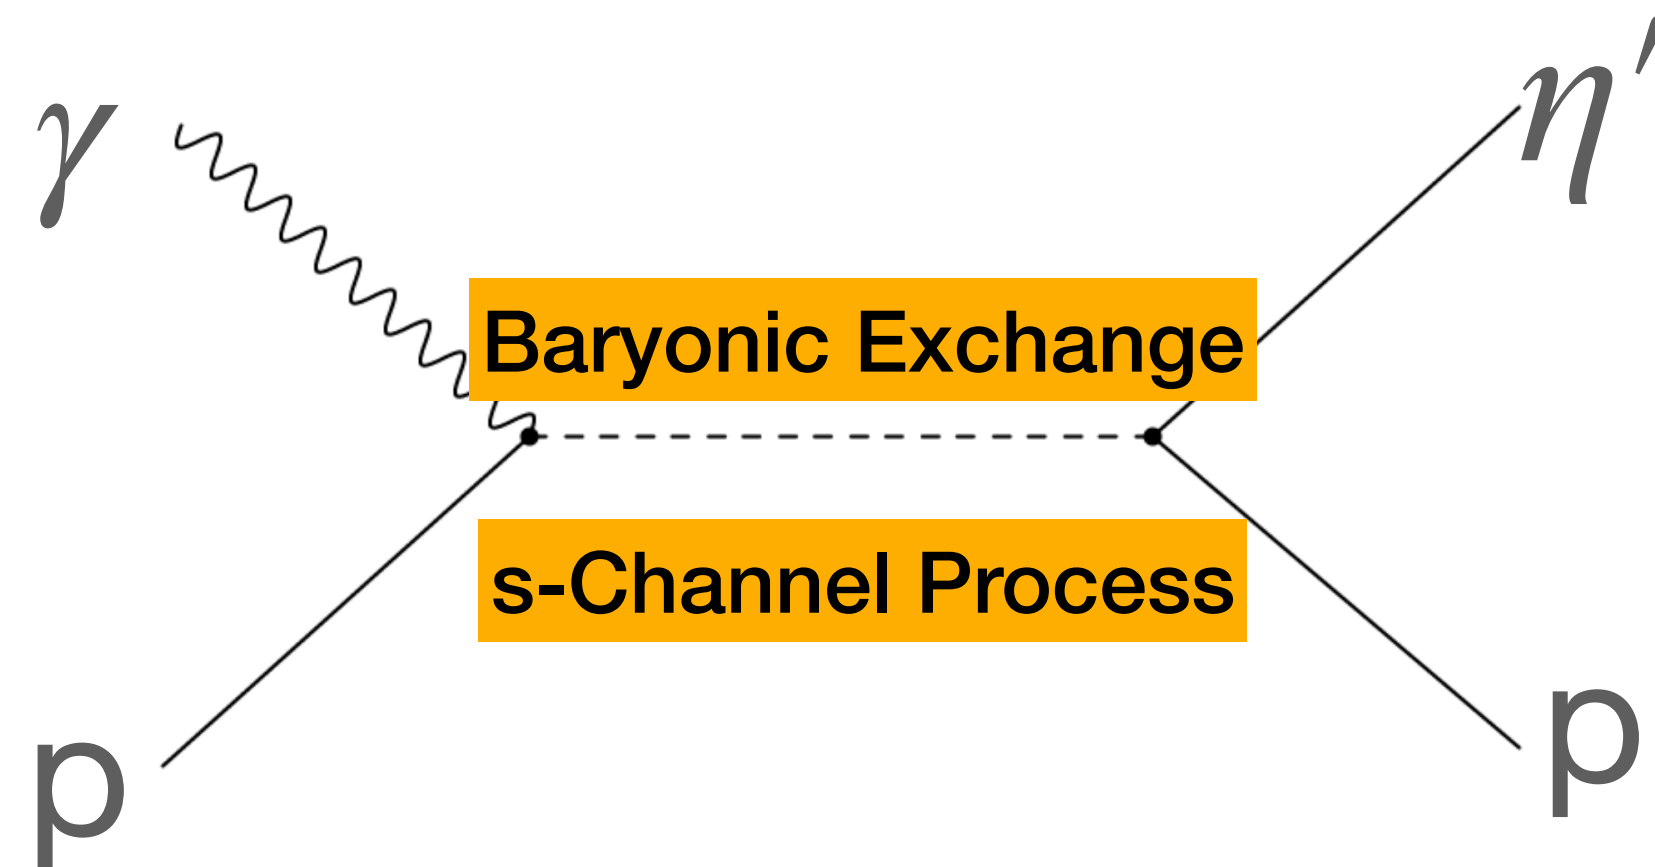 γ
η′
Baryonic Exchange
s-Channel Process
p
p